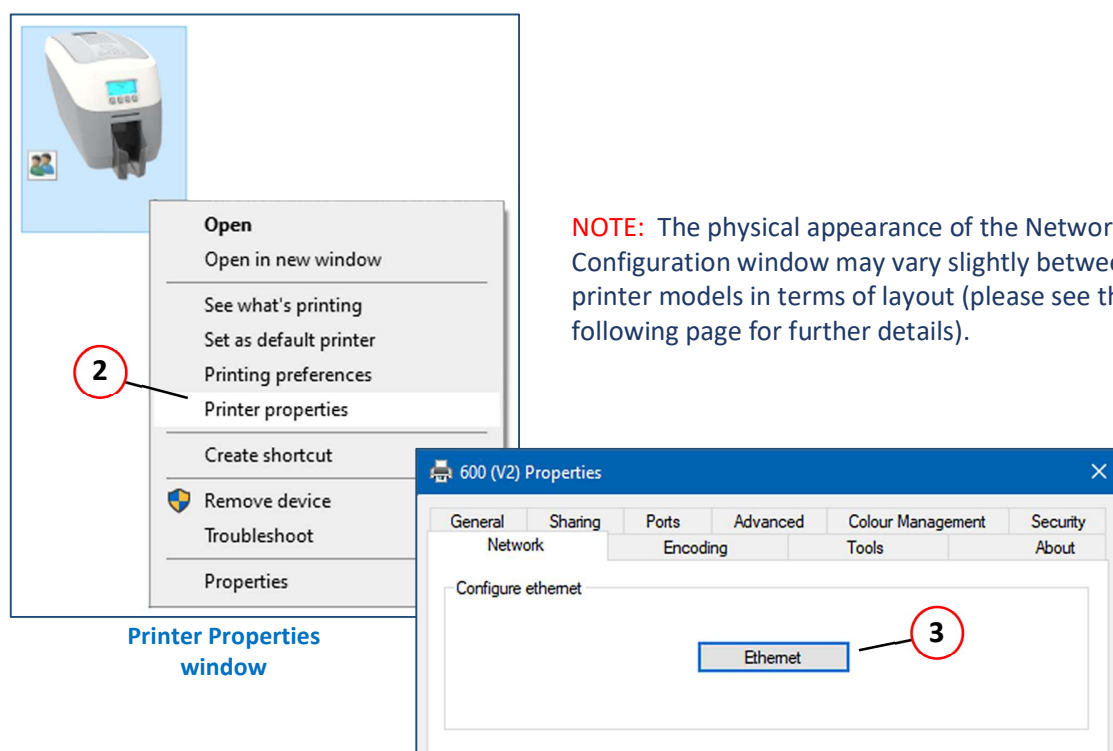 Open
Open in new window
See what's printing
Set as default printer
2
Printing preferences
Printer properties
Create shortcut
Remove device
Troubleshoot
Properties
Printer Properties
window
NOTE: The physical appearance of the Networ
Configuration window may vary slightly betwee
printer models in terms of layout (please see th
following page for further details).
600 (V2) Properties
General Sharing Ports Advanced Colour Management Security
Network Encoding Tools About
Configure ethernet
Ethernet
3